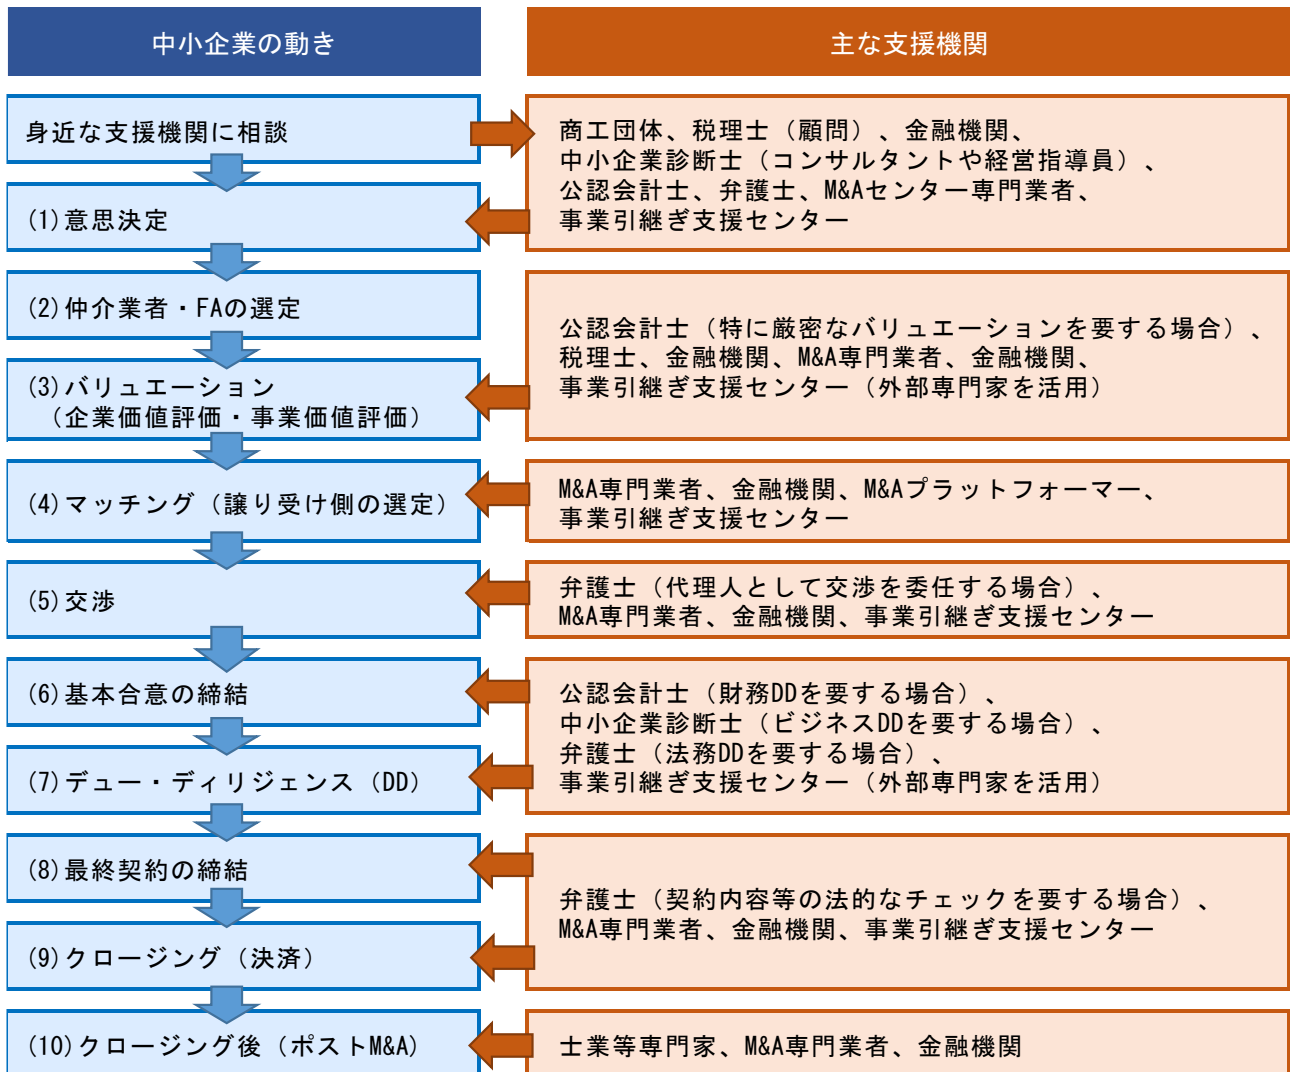 中小企業の動き
主な支援機関
身近な支援機関に相談
商工団体、税理士（顧問）、金融機関、
中小企業診断士（コンサルタントや経営指導員）、
公認会計士、弁護士、M&Aセンター専門業者、
事業引継ぎ支援センター
(1)意思決定
(2)仲介業者・FAの選定
公認会計士（特に厳密なバリュエーションを要する場合）、
税理士、金融機関、M&A専門業者、金融機関、
事業引継ぎ支援センター（外部専門家を活用）
(3)バリュエーション
（企業価値評価・事業価値評価）
(4)マッチング（譲り受け側の選定）
M&A専門業者、金融機関、M&Aプラットフォーマー、
事業引継ぎ支援センター
(5)交渉
弁護士（代理人として交渉を委任する場合）、
M&A専門業者、金融機関、事業引継ぎ支援センター
(6)基本合意の締結
公認会計士（財務DDを要する場合）、
中小企業診断士（ビジネスDDを要する場合）、
弁護士（法務DDを要する場合）、
事業引継ぎ支援センター（外部専門家を活用）
(7)デュー・ディリジェンス（DD）
(8)最終契約の締結
弁護士（契約内容等の法的なチェックを要する場合）、
M&A専門業者、金融機関、事業引継ぎ支援センター
(9)クロージング（決済）
(10)クロージング後（ポストM&A）
士業等専門家、M&A専門業者、金融機関